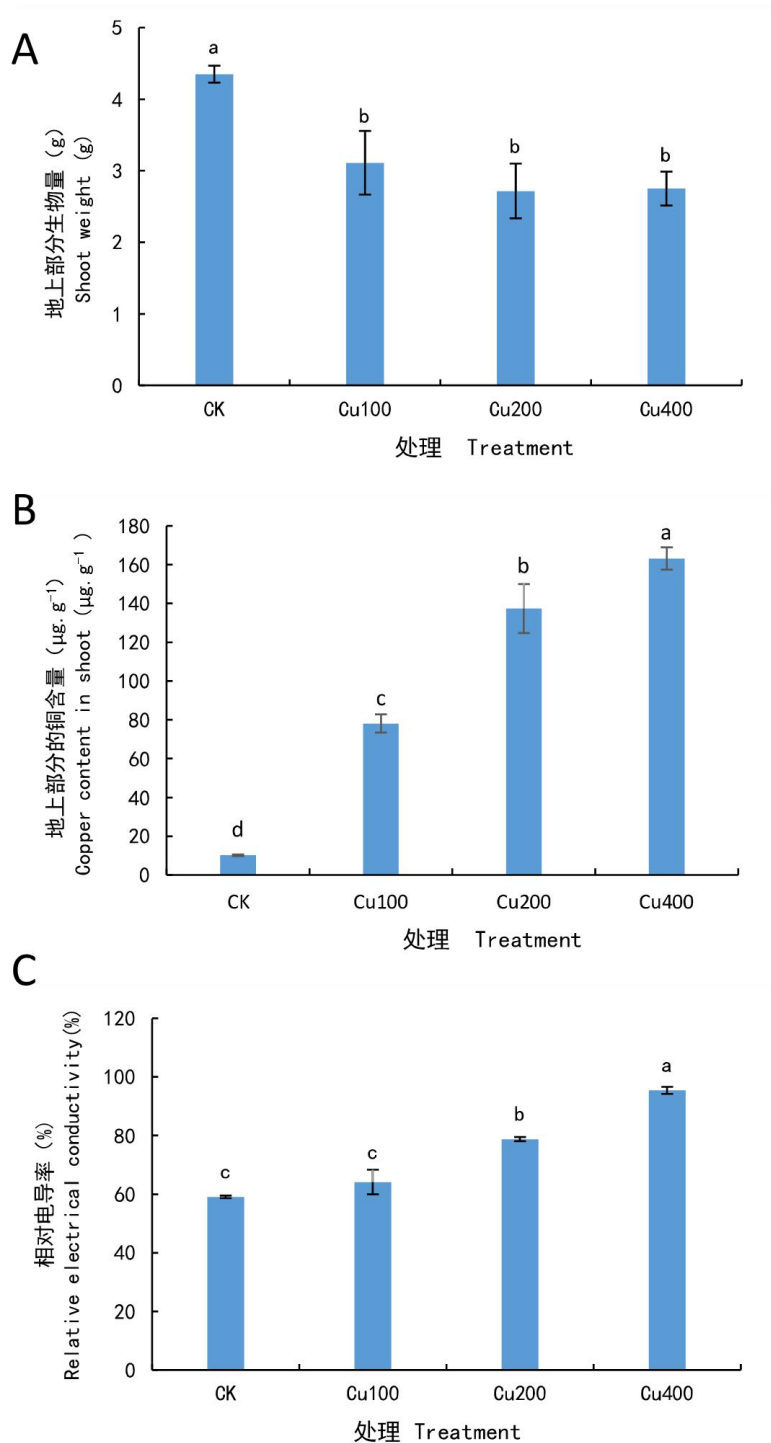 A
地上部分生物量 (g)
Shoot weight (g)
5
4
3
2
1
0
a
b
b
b
CK Cu100 Cu200 Cu400
处理 Treatment
B
地上部分的铜含量 (μg.g⁻¹)
Copper content in shoot (μg.g⁻¹ )
180
160
140
120
100
80
60
40
20
0
d
c
b
a
CK Cu100 Cu200 Cu400
处理 Treatment
C
相对电导率 (%)
Relative electrical conductivity(%)
120
100
80
60
40
20
0
c
c
b
a
CK Cu100 Cu200 Cu400
处理 Treatment